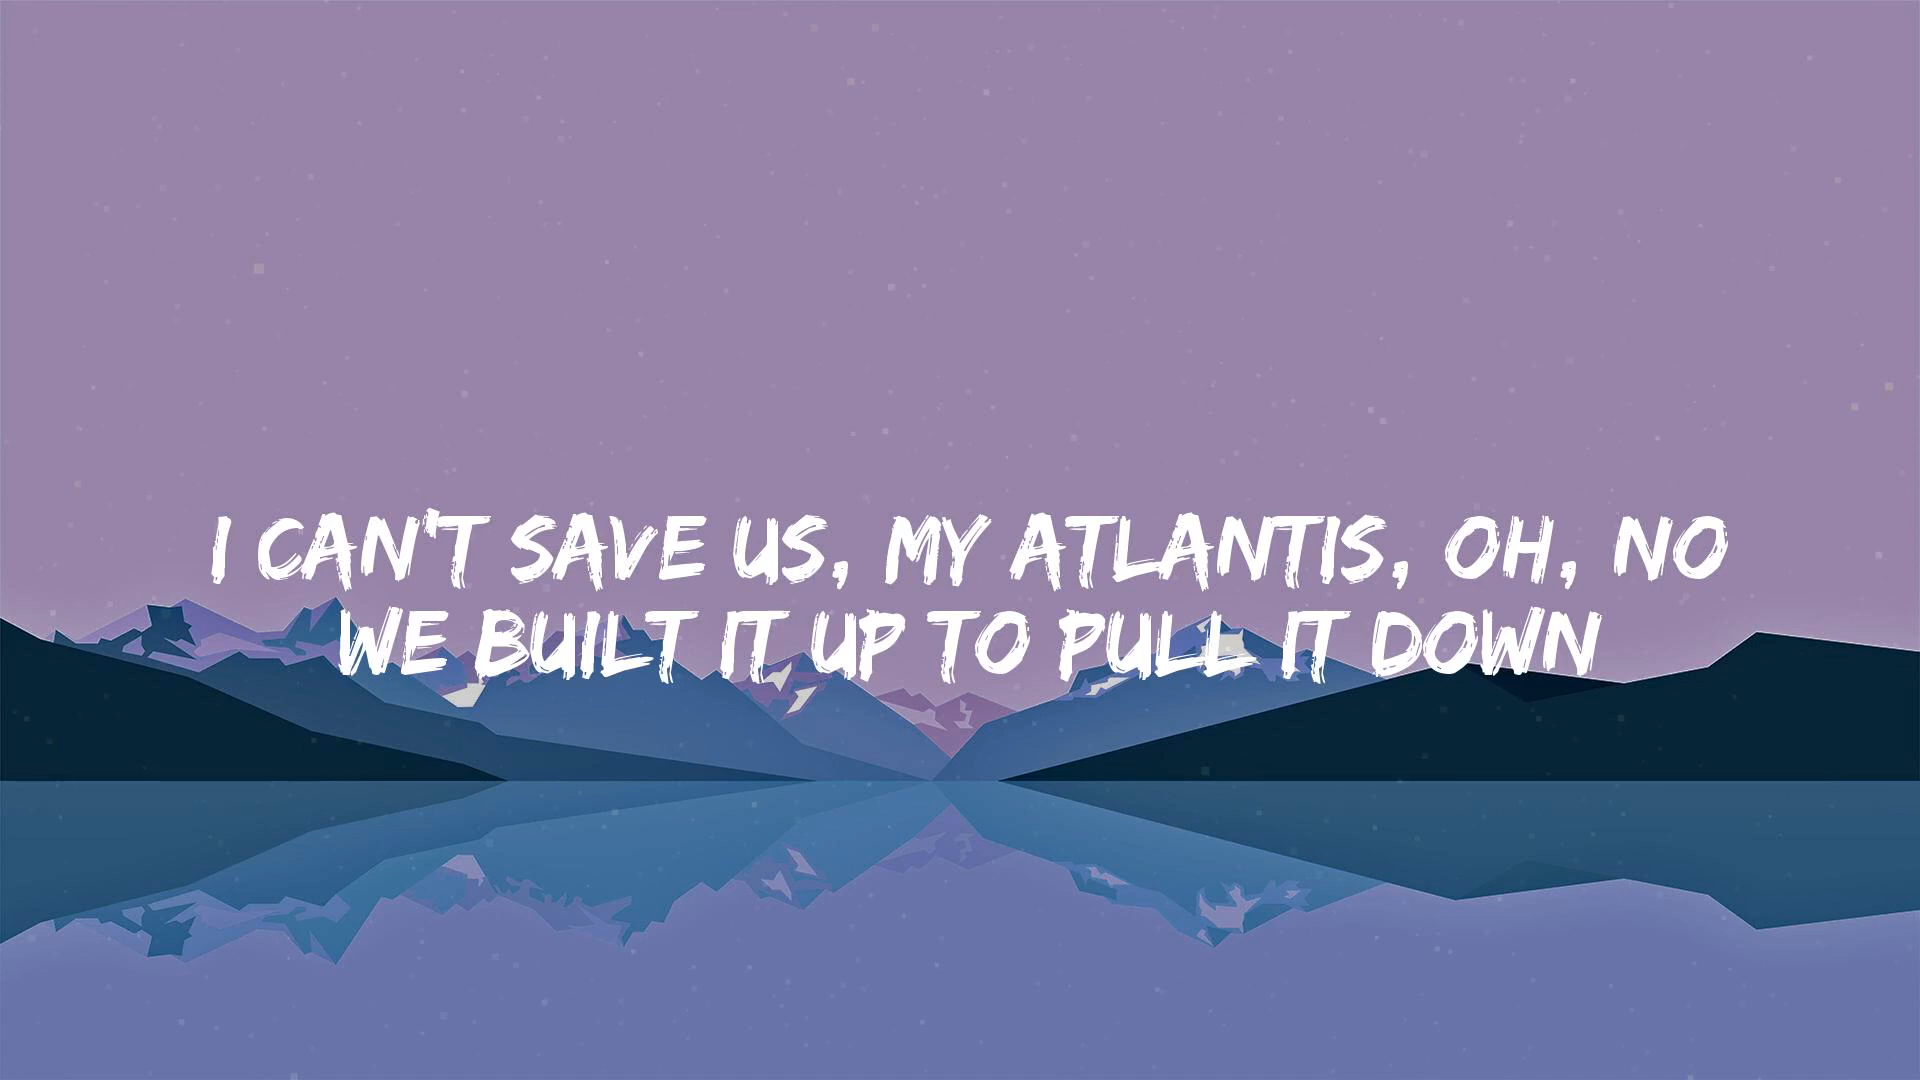 I CAN'T SAVE US, MY ATLANTIS, OH, NO
WE BUILT IT UP TO PULL IT DOWN